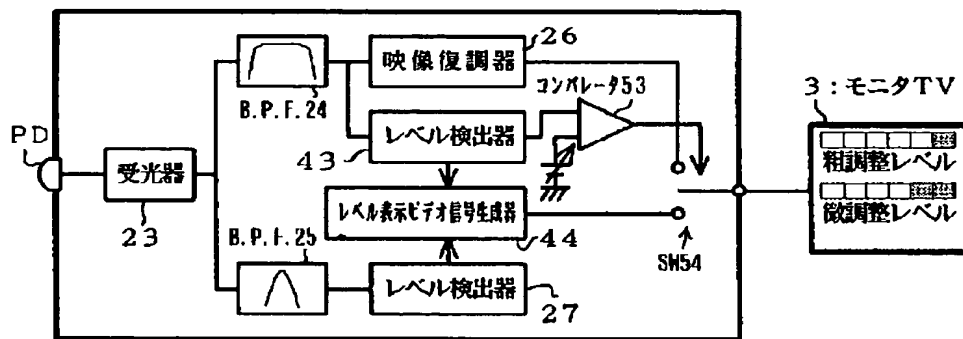 26
映像復調器
コンパレータ53
3:モニタTV
B.P.F.24
PD
レベル検出器
43
粗調整レベル
受光器
23
レベル表示ビデオ信号生成器
微調整レベル
B.P.F.25
44
SW54
レベル検出器
27